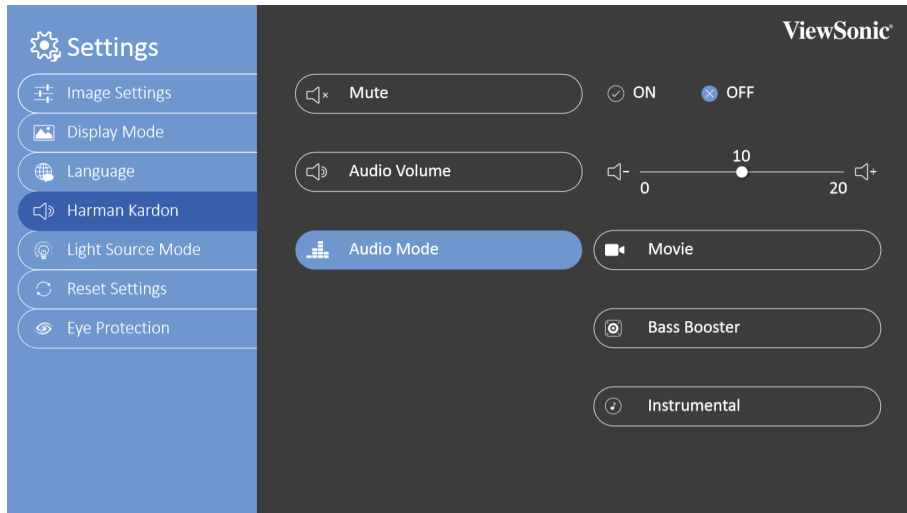 ViewSonic
Settings
Image Settings
Display Mode
Language
Harman Kardon
Light Source Mode
Reset Settings
Eye Protection
Mute
ON
OFF
Audio Volume
10
0
20
Audio Mode
Movie
Bass Booster
Instrumental